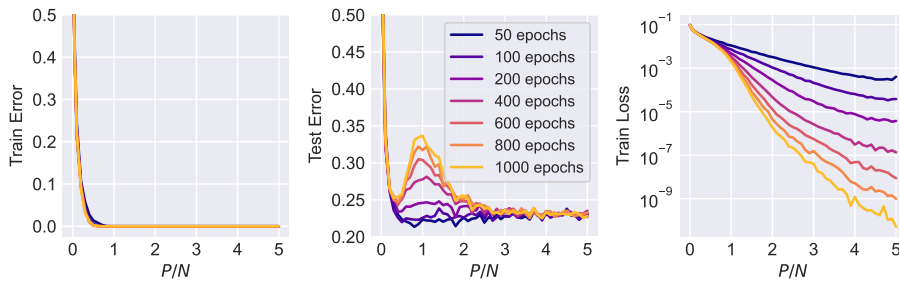 Train Error
0.5
0.4
0.3
0.2
0.1
0.0
0 1 2 3 4 5
P/N
Test Error
0.50
0.45
0.40
0.35
0.30
0.25
0.20
0 1 2 3 4 5
P/N
50 epochs
100 epochs
200 epochs
400 epochs
600 epochs
800 epochs
1000 epochs
Train Loss
10⁻¹
10⁻³
10⁻⁵
10⁻⁷
10⁻⁹
0 1 2 3 4 5
P/N